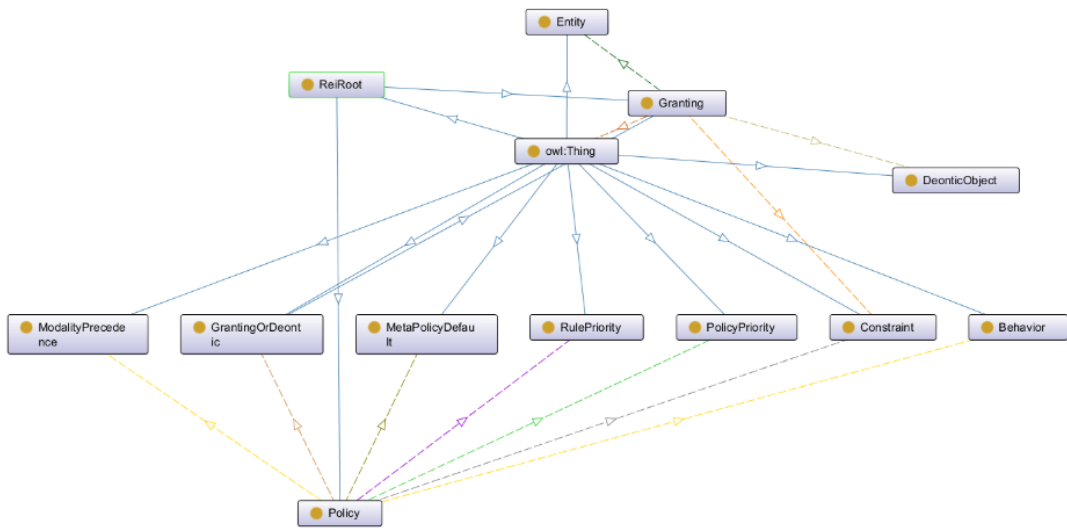 Entity
ReiRoot
Granting
owl:Thing
DeonticObject
ModalityPrecede
nce
GrantingOrDeont
ic
MetaPolicyDefau
lt
RulePriority
PolicyPriority
Constraint
Behavior
Policy